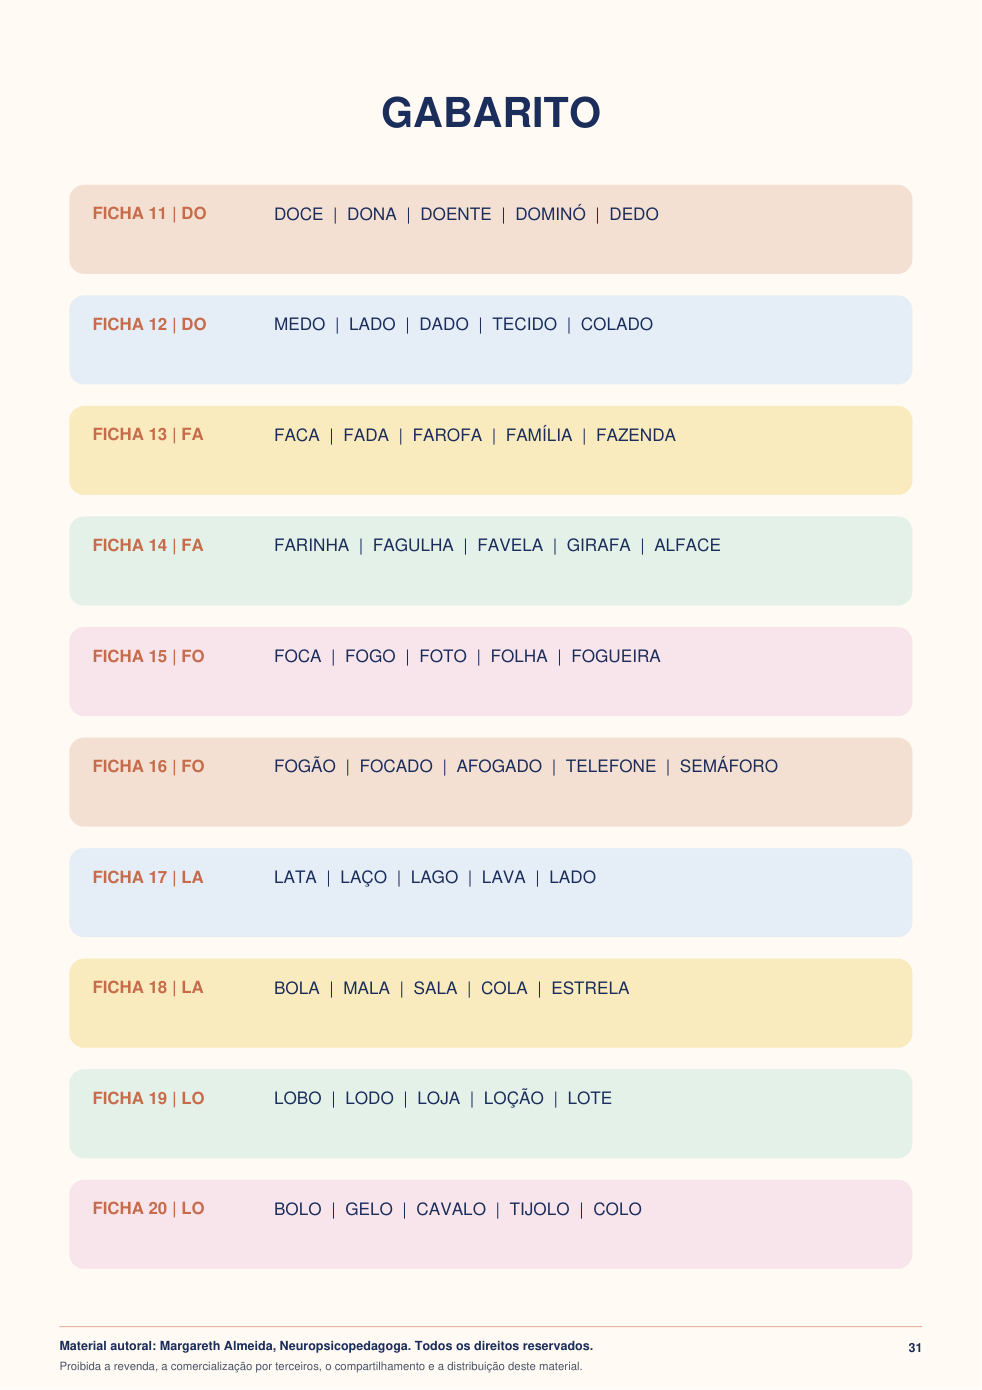 GABARITO
FICHA 11 | DO DOCE | DONA | DOENTE | DOMINÓ | DEDO
FICHA 12 | DO MEDO | LADO | DADO | TECIDO | COLADO
FICHA 13 | FA FACA | FADA | FAROFA | FAMÍLIA | FAZENDA
FICHA 14 | FA FARINHA | FAGULHA | FAVELA | GIRAFA | ALFACE
FICHA 15 | FO FOCA | FOGO | FOTO | FOLHA | FOGUEIRA
FICHA 16 | FO FOGÃO | FOCADO | AFOGADO | TELEFONE | SEMÁFORO
FICHA 17 | LA LATA | LAÇO | LAGO | LAVA | LADO
FICHA 18 | LA BOLA | MALA | SALA | COLA | ESTRELA
FICHA 19 | LO LOBO | LODO | LOJA | LOÇÃO | LOTE
FICHA 20 | LO BOLO | GELO | CAVALO | TIJOLO | COLO
Material autoral: Margareth Almeida, Neuropsicopedagoga. Todos os direitos reservados. 31
Proibida a revenda, a comercialização por terceiros, o compartilhamento e a distribuição deste material.